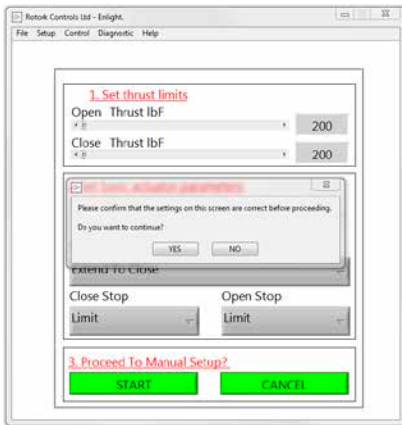 Rotork Controls Ltd - Enlight.
File Setup Control Diagnostic Help
1. Set thrust limits
Open Thrust lbF
200
Close Thrust lbF
200
Please confirm that the settings on this screen are correct before proceeding.
Do you want to continue?
YES NO
Extend To Close
Close Stop Open Stop
Limit Limit
3. Proceed To Manual Setup?
START CANCEL